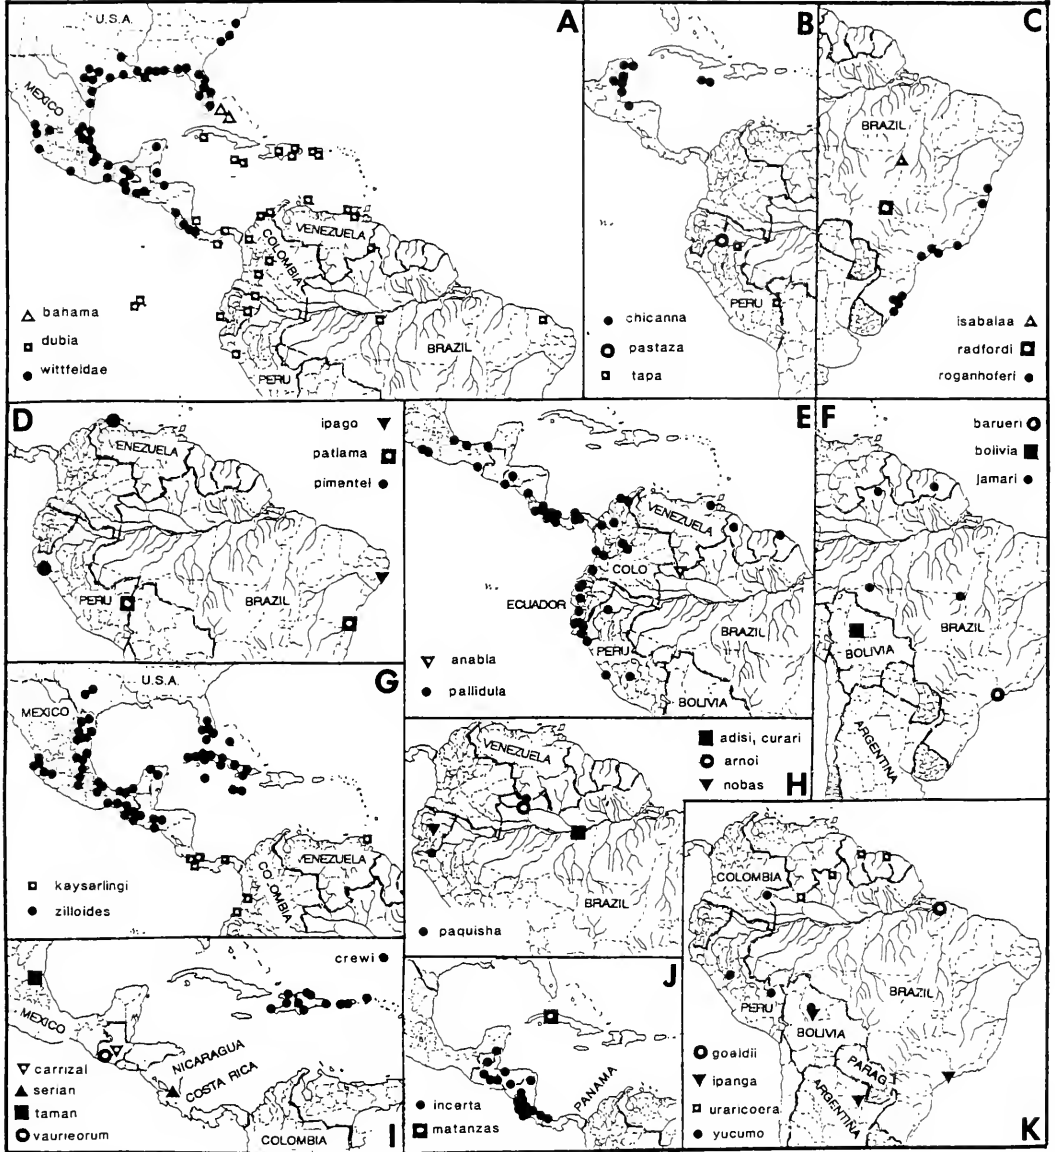 A
U.S.A.
MEXICO
VENEZUELA
COLOMBIA
BRAZIL
PERU
bahama
dubia
wittfeldae
B
PERU
chicanna
pastaza
tapa
C
BRAZIL
isabalaa
radfordi
roganhoferi
D
ipago
VENEZUELA
patlama
pimentel
PERU
BRAZIL
E
VENEZUELA
COLO
ECUADOR
BRAZIL
PERU
anabla
BOLIVIA
pallidula
F
barueri
bolivia
jamari
BRAZIL
BOLIVIA
ARGENTINA
G
U.S.A.
MEXICO
VENEZUELA
COLOMBIA
kaysarlingi
zilloides
H
adisi, curari
arnoi
nobas
VENEZUELA
BRAZIL
paquisha
I
crewi
MEXICO
NICARAGUA
COSTA RICA
carrizal
serian
taman
vaurieorum
COLOMBIA
J
PANAMA
incerta
matanzas
K
COLOMBIA
BRAZIL
PERU
BOLIVIA
PARAG
ARGENTINA
goaldii
ipanga
uraricoera
yucumo